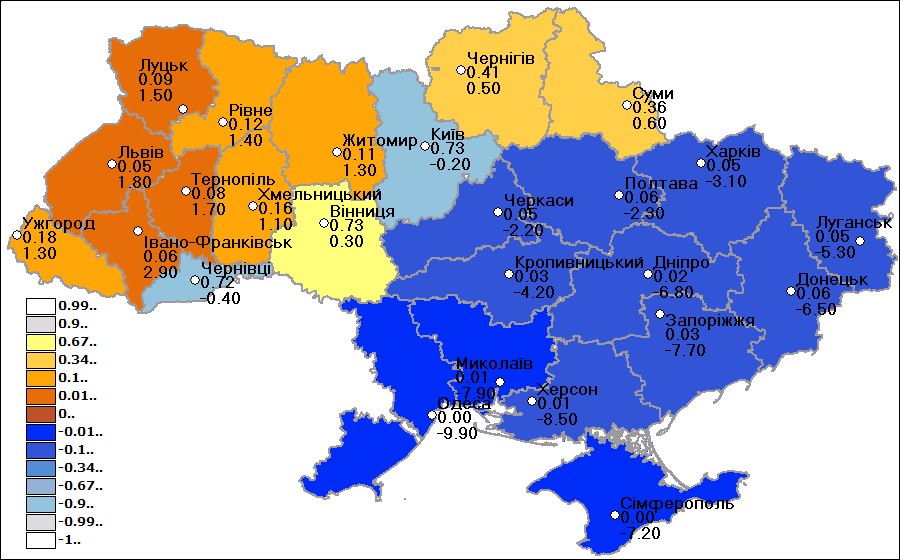 Луцьк
0.09
1.50
Рівне
0.12
1.40
Житомир
0.11
1.30
Київ
0.73
-0.20
Чернігів
0.41
0.50
Суми
0.36
0.60
Львів
0.05
1.80
Тернопіль
0.08
1.70
Хмельницький
0.16
1.10
Вінниця
0.73
0.30
Ужгород
0.18
1.30
Івано-Франківськ
0.06
2.90
Чернівці
0.72
-0.40
Черкаси
0.05
-2.20
Полтава
0.06
-2.30
Харків
0.05
-3.10
Луганськ
0.05
-5.30
Кропивницький
0.03
-4.20
Дніпро
0.02
-6.80
Донецьк
0.06
-6.50
Запоріжжя
0.03
-7.70
Миколаїв
0.01
-7.90
Херсон
0.01
-8.50
Одеса
0.00
-9.90
Сімферополь
0.00
-7.20
0.99..
0.9..
0.67..
0.34..
0.1..
0.01..
0..
-0.01..
-0.1..
-0.34..
-0.67..
-0.9..
-0.99..
-1..